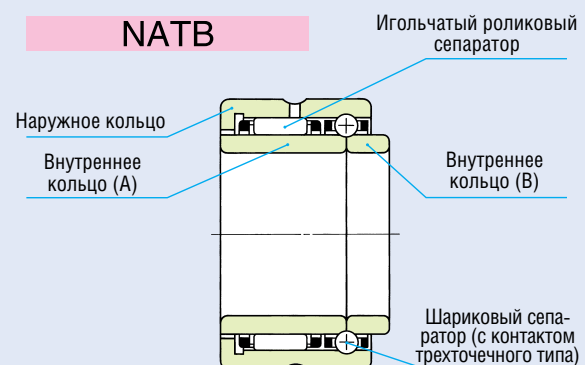 NATB
Игольчатый роликовый
сепаратор
Наружное кольцо
Внутреннее
кольцо (A)
Внутреннее
кольцо (B)
Шариковый сепа-
ратор (с контактом
трехточечного типа)